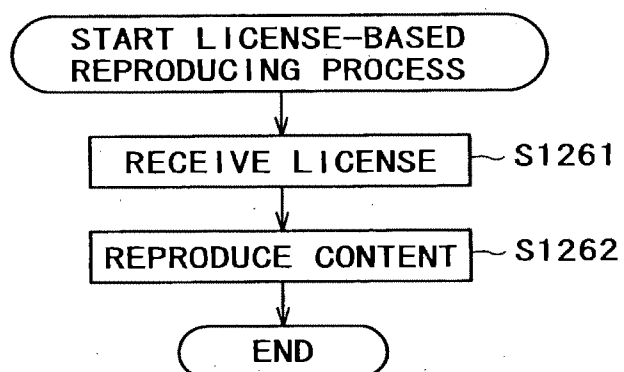 START LICENSE-BASED
REPRODUCING PROCESS
RECEIVE LICENSE
S1261
REPRODUCE CONTENT
S1262
END